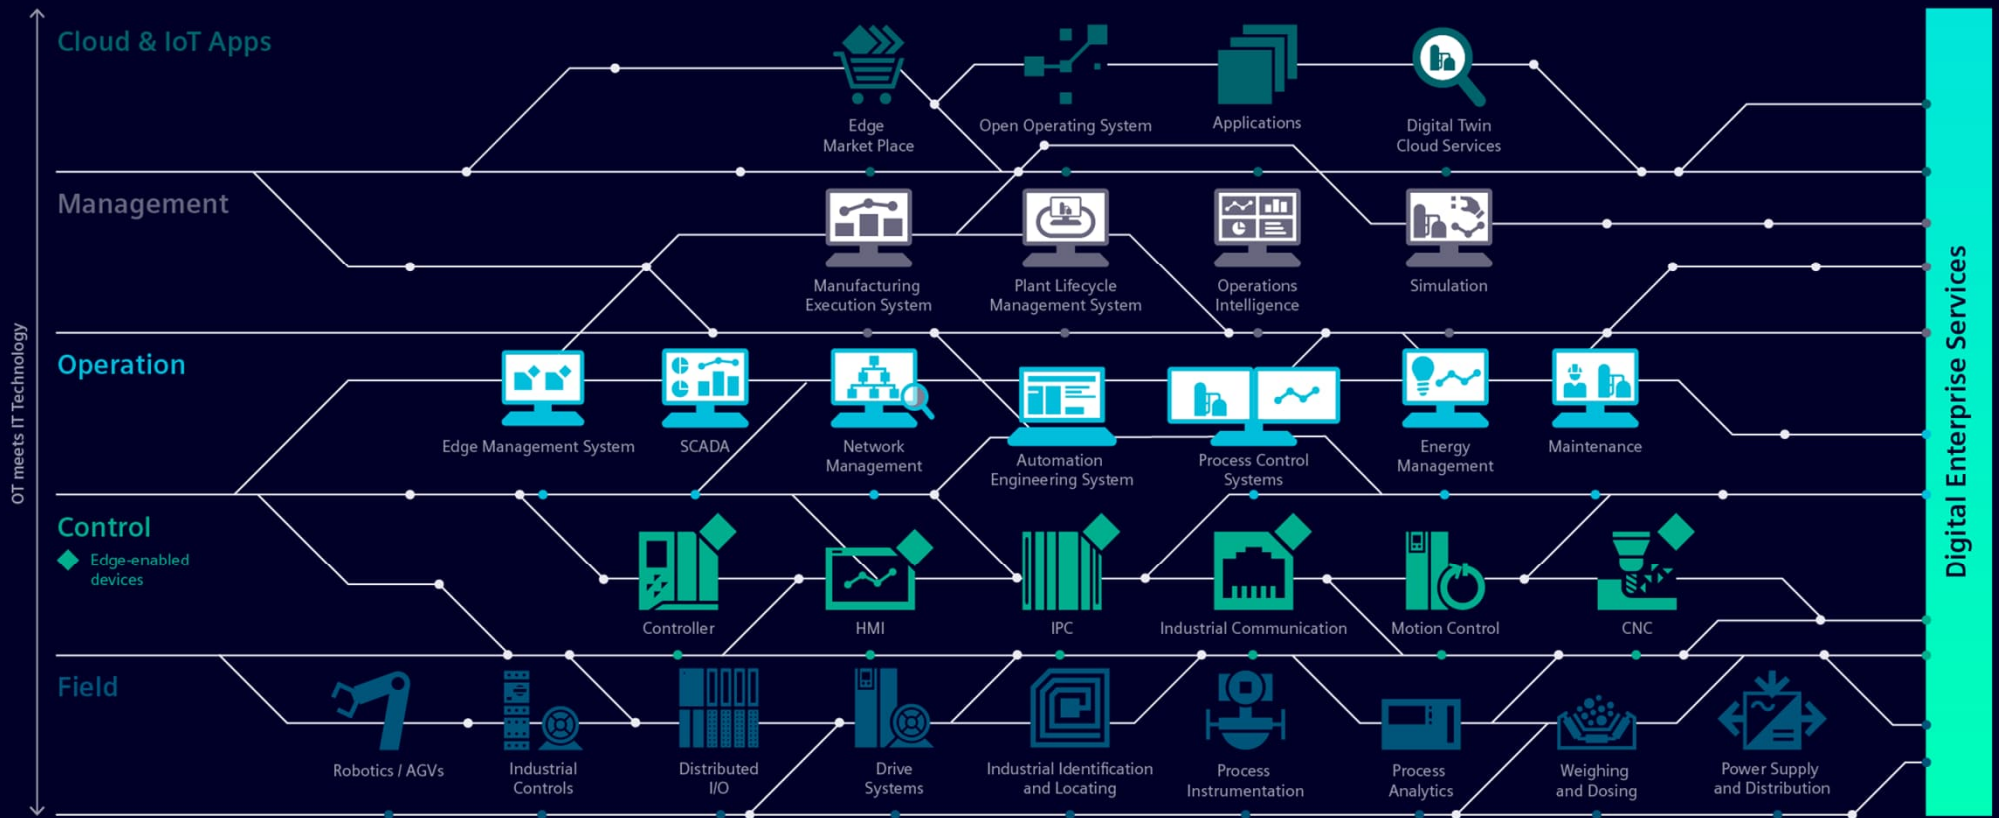 Cloud & IoT Apps
Edge
Market Place
Open Operating System
Applications
Digital Twin
Cloud Services
Management
Manufacturing
Execution System
Plant Lifecycle
Management System
Operations
Intelligence
Simulation
Operation
Edge Management System
SCADA
Network
Management
Automation
Engineering System
Process Control
Systems
Energy
Management
Maintenance
Control
Edge-enabled
devices
Controller
HMI
IPC
Industrial Communication
Motion Control
CNC
Field
Robotics / AGVs
Industrial
Controls
Distributed
I/O
Drive
Systems
Industrial Identification
and Locating
Process
Instrumentation
Process
Analytics
Weighing
and Dosing
Power Supply
and Distribution
OT meets IT Technology
Digital Enterprise Services